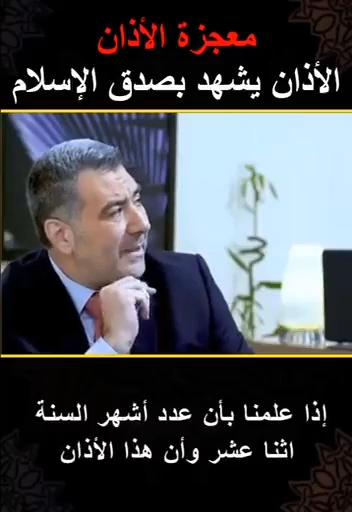 معجزة الأذان
الأذان يشهد بصدق الإسلام
إذا علمنا بأن عدد أشهر السنة
اثنا عشر وأن هذا الأذان